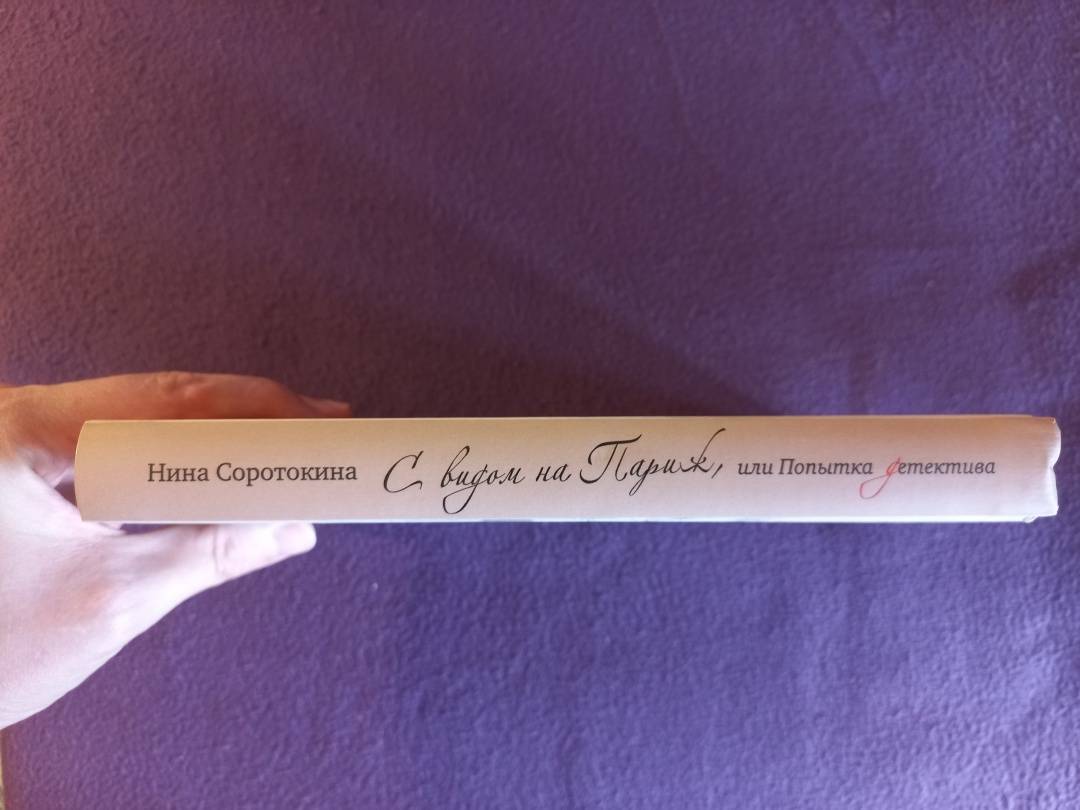 Нина Соротокина С видом на Париж, или Попытка детектива